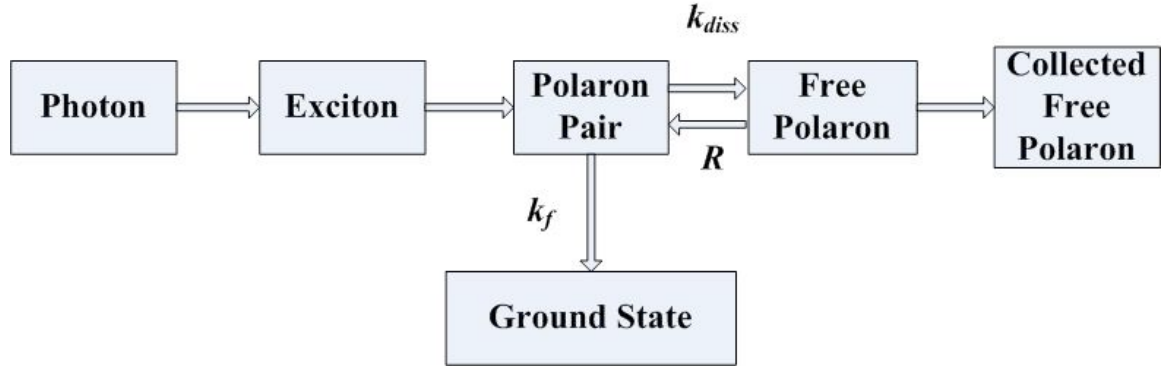 k_diss
Photon
Exciton
Polaron
Pair
Free
Polaron
Collected
Free
Polaron
R
k_f
Ground State